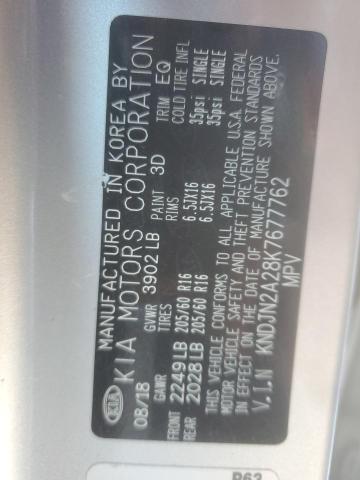 MANUFACTURED IN KOREA BY
KIA KIA MOTORS CORPORATION
08/18 GVWR 3902 LB PAINT 3D TRIM EQ
GAWR TIRES RIMS COLD TIRE INFL
FRONT 2249LB 205/60 R16 6.5JX16 35psi SINGLE
REAR 2028LB 205/60 R16 6.5JX16 35psi SINGLE
THIS VEHICLE CONFORMS TO ALL APPLICABLE U.S.A. FEDERAL
MOTOR VEHICLE SAFETY AND THEFT PREVENTION STANDARDS
IN EFFECT ON THE DATE OF MANUFACTURE SHOWN ABOVE.
V.I.N KNDJN2A28K7677762
MPV
P63